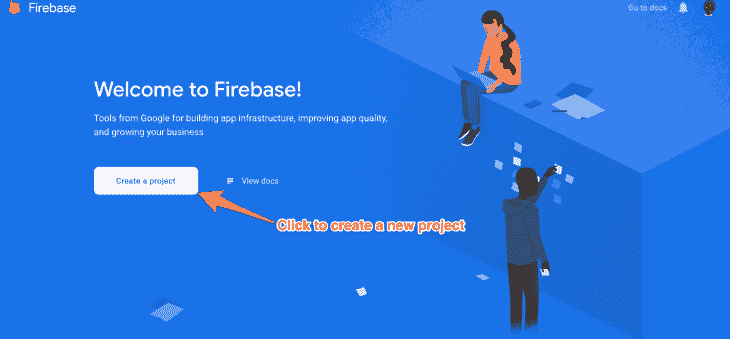 Firebase
Go to docs
Welcome to Firebase!
Tools from Google for building app infrastructure, improving app quality,
and growing your business
Create a project
View docs
Click to create a new project